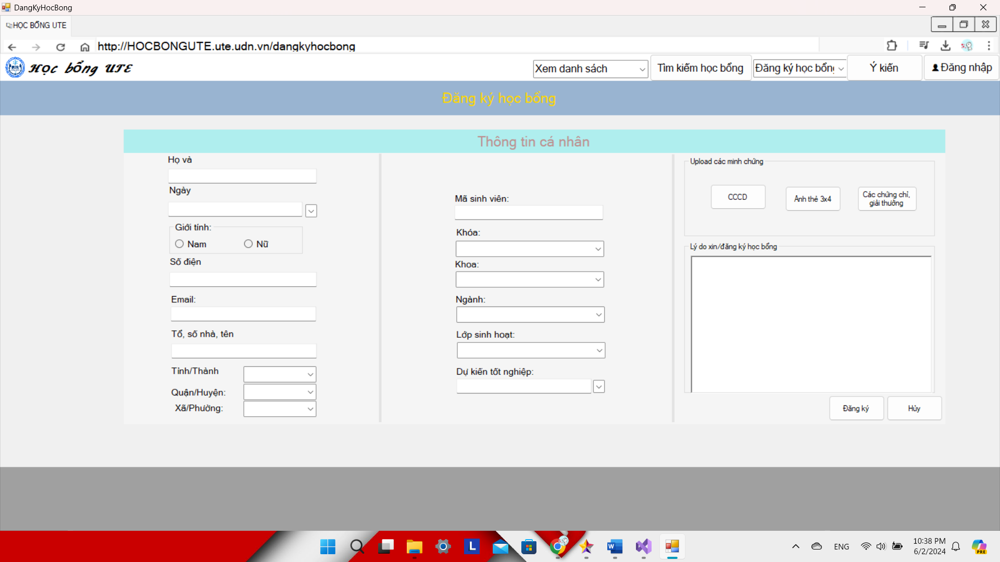 DangKyHocBong
HỌC BỔNG UTE
http://HOCBONGUTE.ute.udn.vn/dangkyhocbong
Học bổng UTE
Xem danh sách
Tìm kiếm học bổng
Đăng ký học bổn
Ý kiến
Đăng nhập
Đăng ký học bổng
Thông tin cá nhân
Họ và
Ngày
Giới tính:
Nam
Nữ
Số điện
Email:
Tổ, số nhà, tên
Tỉnh/Thành
Quận/Huyện:
Xã/Phường:
Mã sinh viên:
Khóa:
Khoa:
Ngành:
Lớp sinh hoạt:
Dự kiến tốt nghiệp:
Upload các minh chứng
CCCD
Ảnh thẻ 3x4
Các chứng chỉ,
giải thưởng
Lý do xin/đăng ký học bổng
Đăng ký
Hủy
L
W
ENG
10:38 PM
6/2/2024
PRE